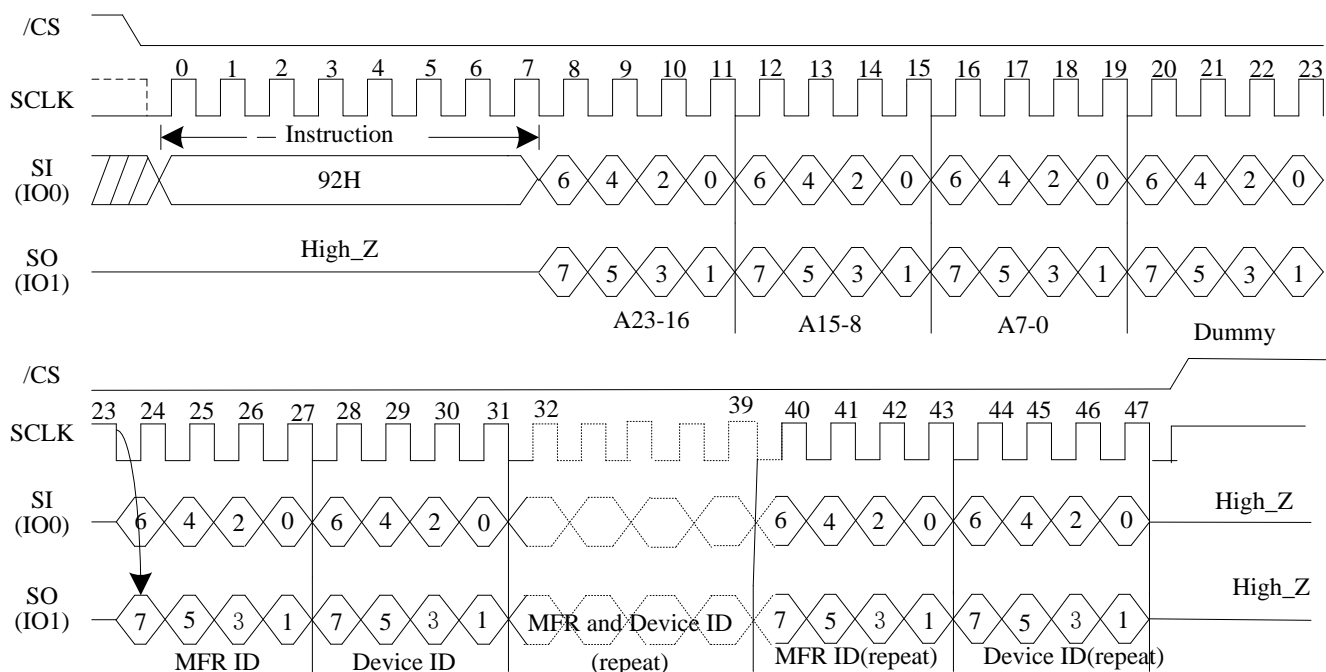 /CS
0 1 2 3 4 5 6 7 8 9 10 11 12 13 14 15 16 17 18 19 20 21 22 23
SCLK
Instruction
SI
(IO0)
92H
6 4 2 0 6 4 2 0 6 4 2 0 6 4 2 0
SO
(IO1)
High_Z
7 5 3 1 7 5 3 1 7 5 3 1 7 5 3 1
A23-16 A15-8 A7-0 Dummy
/CS
23 24 25 26 27 28 29 30 31 32 39 40 41 42 43 44 45 46 47
SCLK
SI
(IO0)
6 4 2 0 6 4 2 0 6 4 2 0 6 4 2 0
High_Z
SO
(IO1)
7 5 3 1 7 5 3 1 MFR and Device ID 7 5 3 1 7 5 3 1
High_Z
MFR ID Device ID (repeat) MFR ID(repeat) Device ID(repeat)